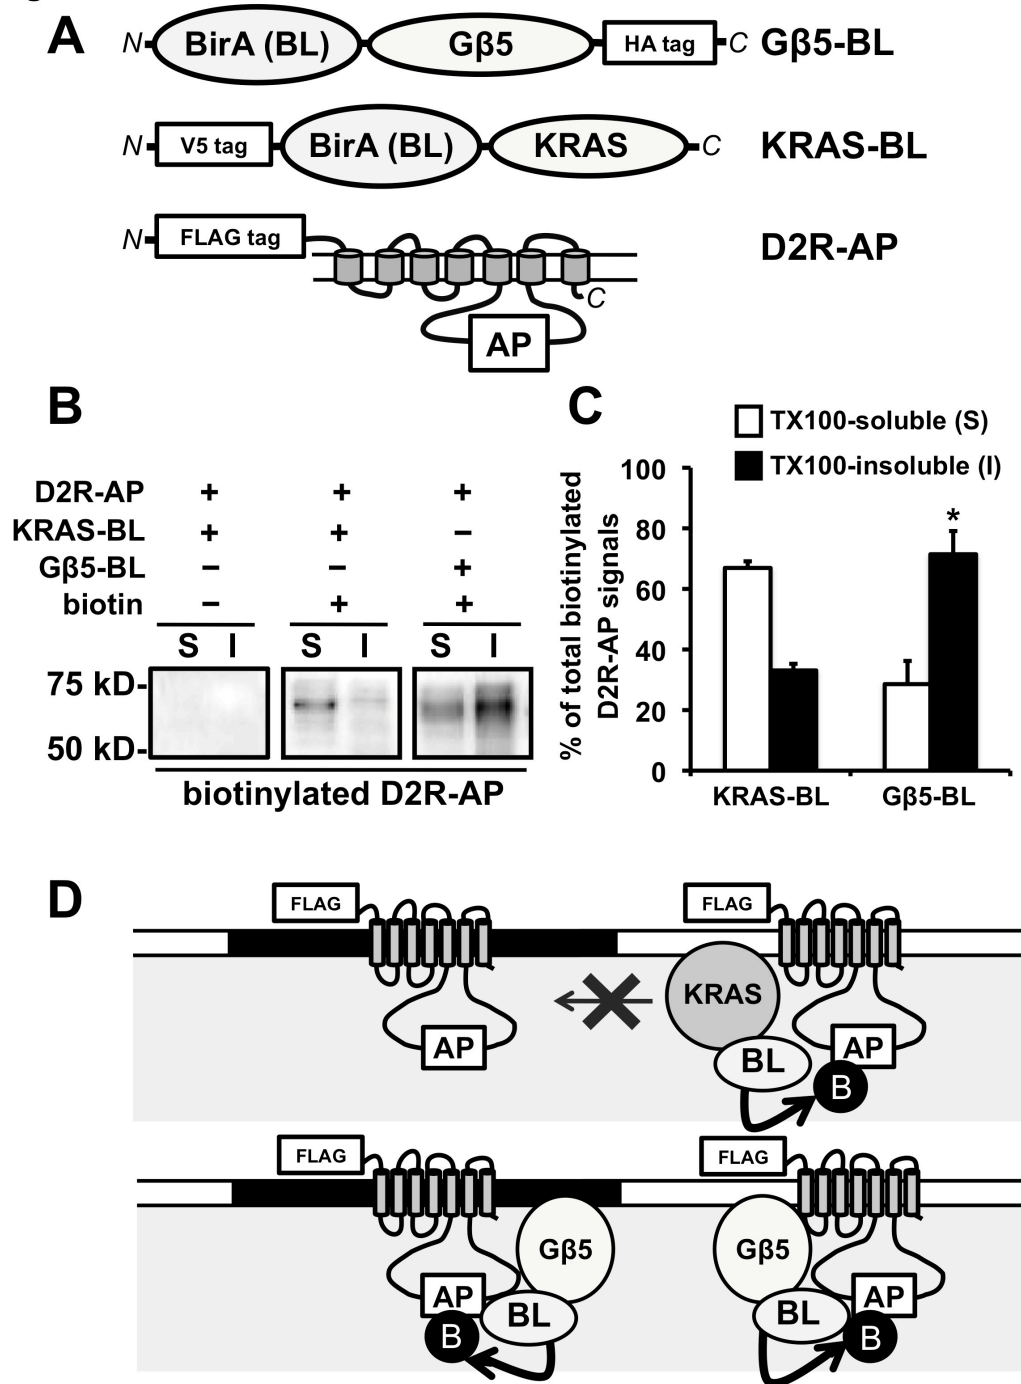 A
N BirA (BL) Gβ5 HA tag C Gβ5-BL
N V5 tag BirA (BL) KRAS C KRAS-BL
N FLAG tag D2R-AP
C
AP
B
D2R-AP + + +
KRAS-BL + + –
Gβ5-BL – – +
biotin – + +
S I S I S I
75 kD-
50 kD-
biotinylated D2R-AP
C
TX100-soluble (S)
TX100-insoluble (I)
% of total biotinylated
D2R-AP signals
100
80
60
40
20
0
*
KRAS-BL Gβ5-BL
D
FLAG FLAG
KRAS
AP BL AP
B
FLAG FLAG
Gβ5 Gβ5
AP BL BL AP
B B